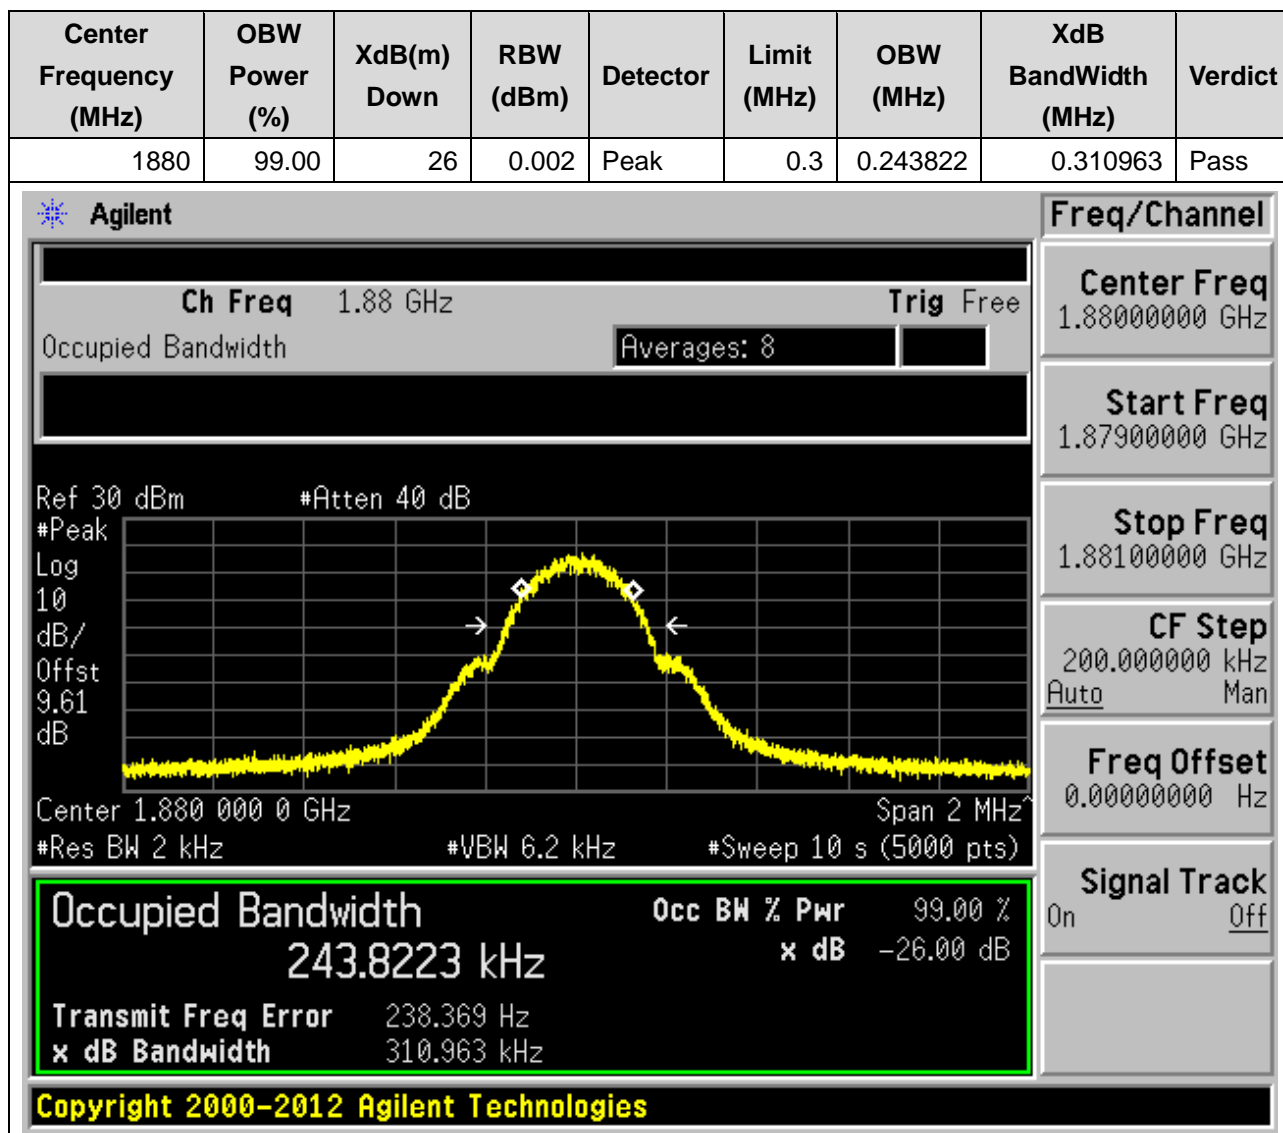 Center Frequency (MHz) OBW Power (%) XdB(m) Down RBW (dBm) Detector Limit (MHz) OBW (MHz) XdB BandWidth (MHz) Verdict
1880 99.00 26 0.002 Peak 0.3 0.243822 0.310963 Pass
Agilent
Freq/Channel
Ch Freq 1.88 GHz Trig Free
Occupied Bandwidth Averages: 8
Center Freq
1.88000000 GHz
Start Freq
1.87900000 GHz
Stop Freq
1.88100000 GHz
CF Step
200.000000 kHz
Auto Man
Freq Offset
0.00000000 Hz
Signal Track
On Off
Ref 30 dBm #Atten 40 dB
#Peak
Log
10
dB/
Offst
9.61
dB
Center 1.880 000 0 GHz Span 2 MHz^
#Res BW 2 kHz #VBW 6.2 kHz #Sweep 10 s (5000 pts)
Occupied Bandwidth Occ BW % Pwr 99.00 %
243.8223 kHz x dB -26.00 dB
Transmit Freq Error 238.369 Hz
x dB Bandwidth 310.963 kHz
Copyright 2000-2012 Agilent Technologies